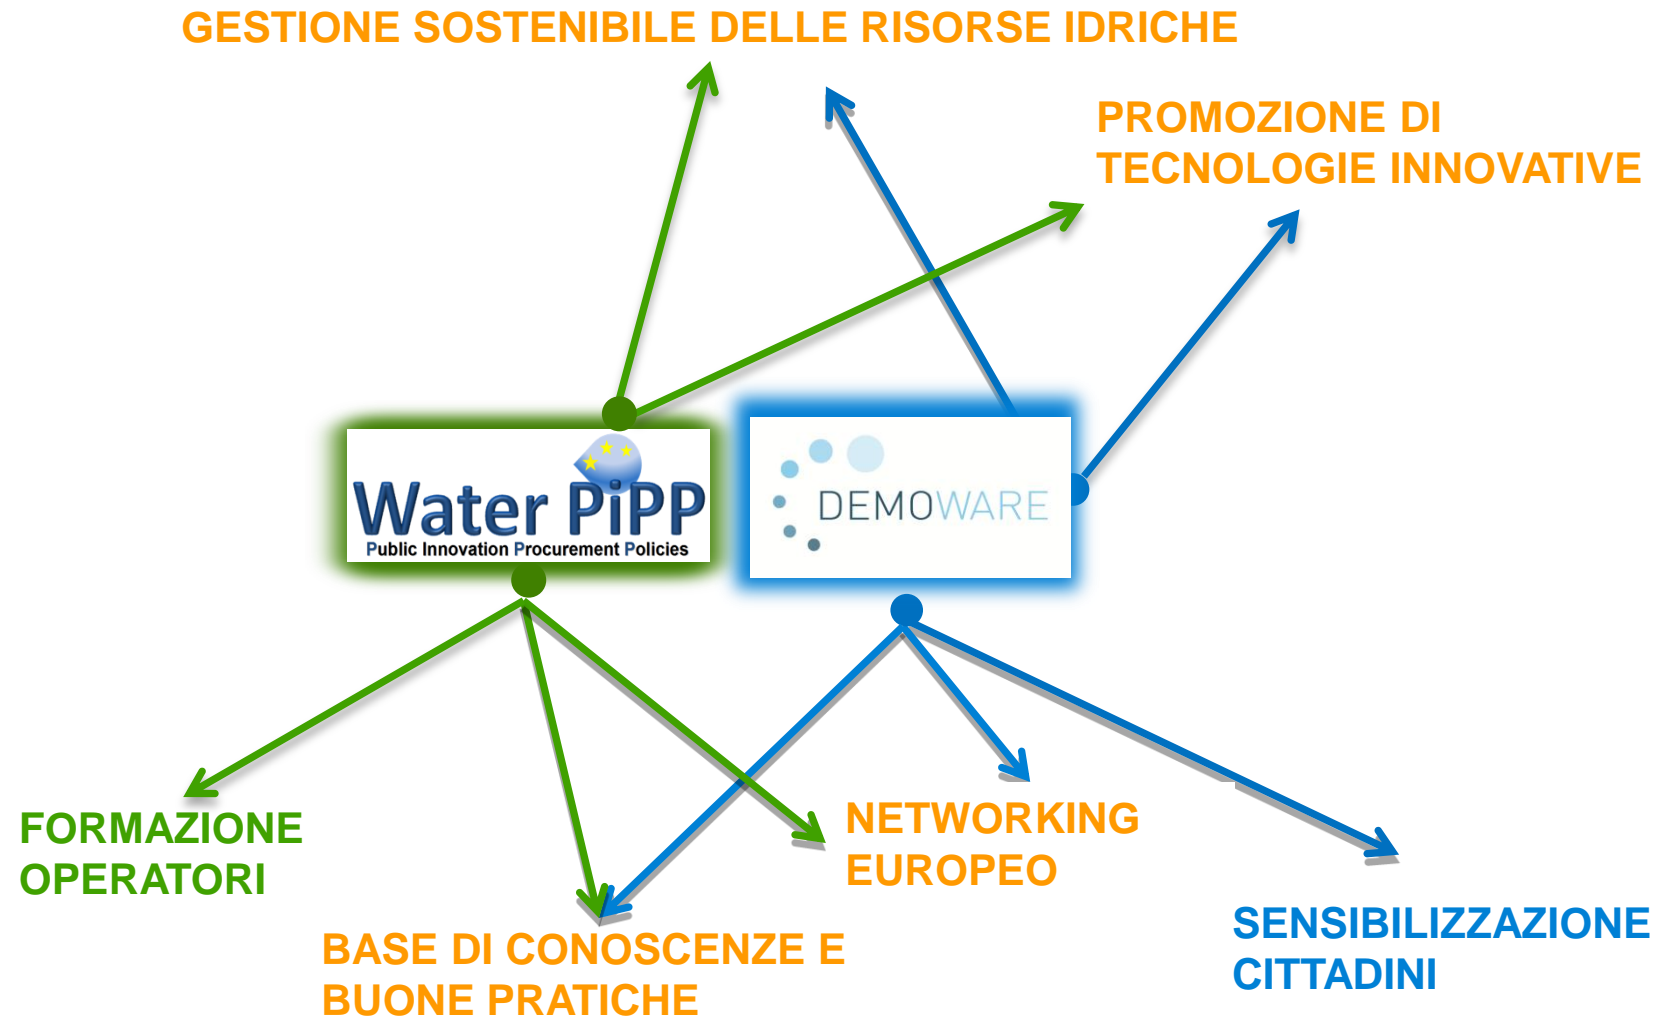 GESTIONE SOSTENIBILE DELLE RISORSE IDRICHE
PROMOZIONE DI
TECNOLOGIE INNOVATIVE
Water PiPP
Public Innovation Procurement Policies
DEMOWARE
FORMAZIONE
OPERATORI
NETWORKING
EUROPEO
BASE DI CONOSCENZE E
BUONE PRATICHE
SENSIBILIZZAZIONE
CITTADINI